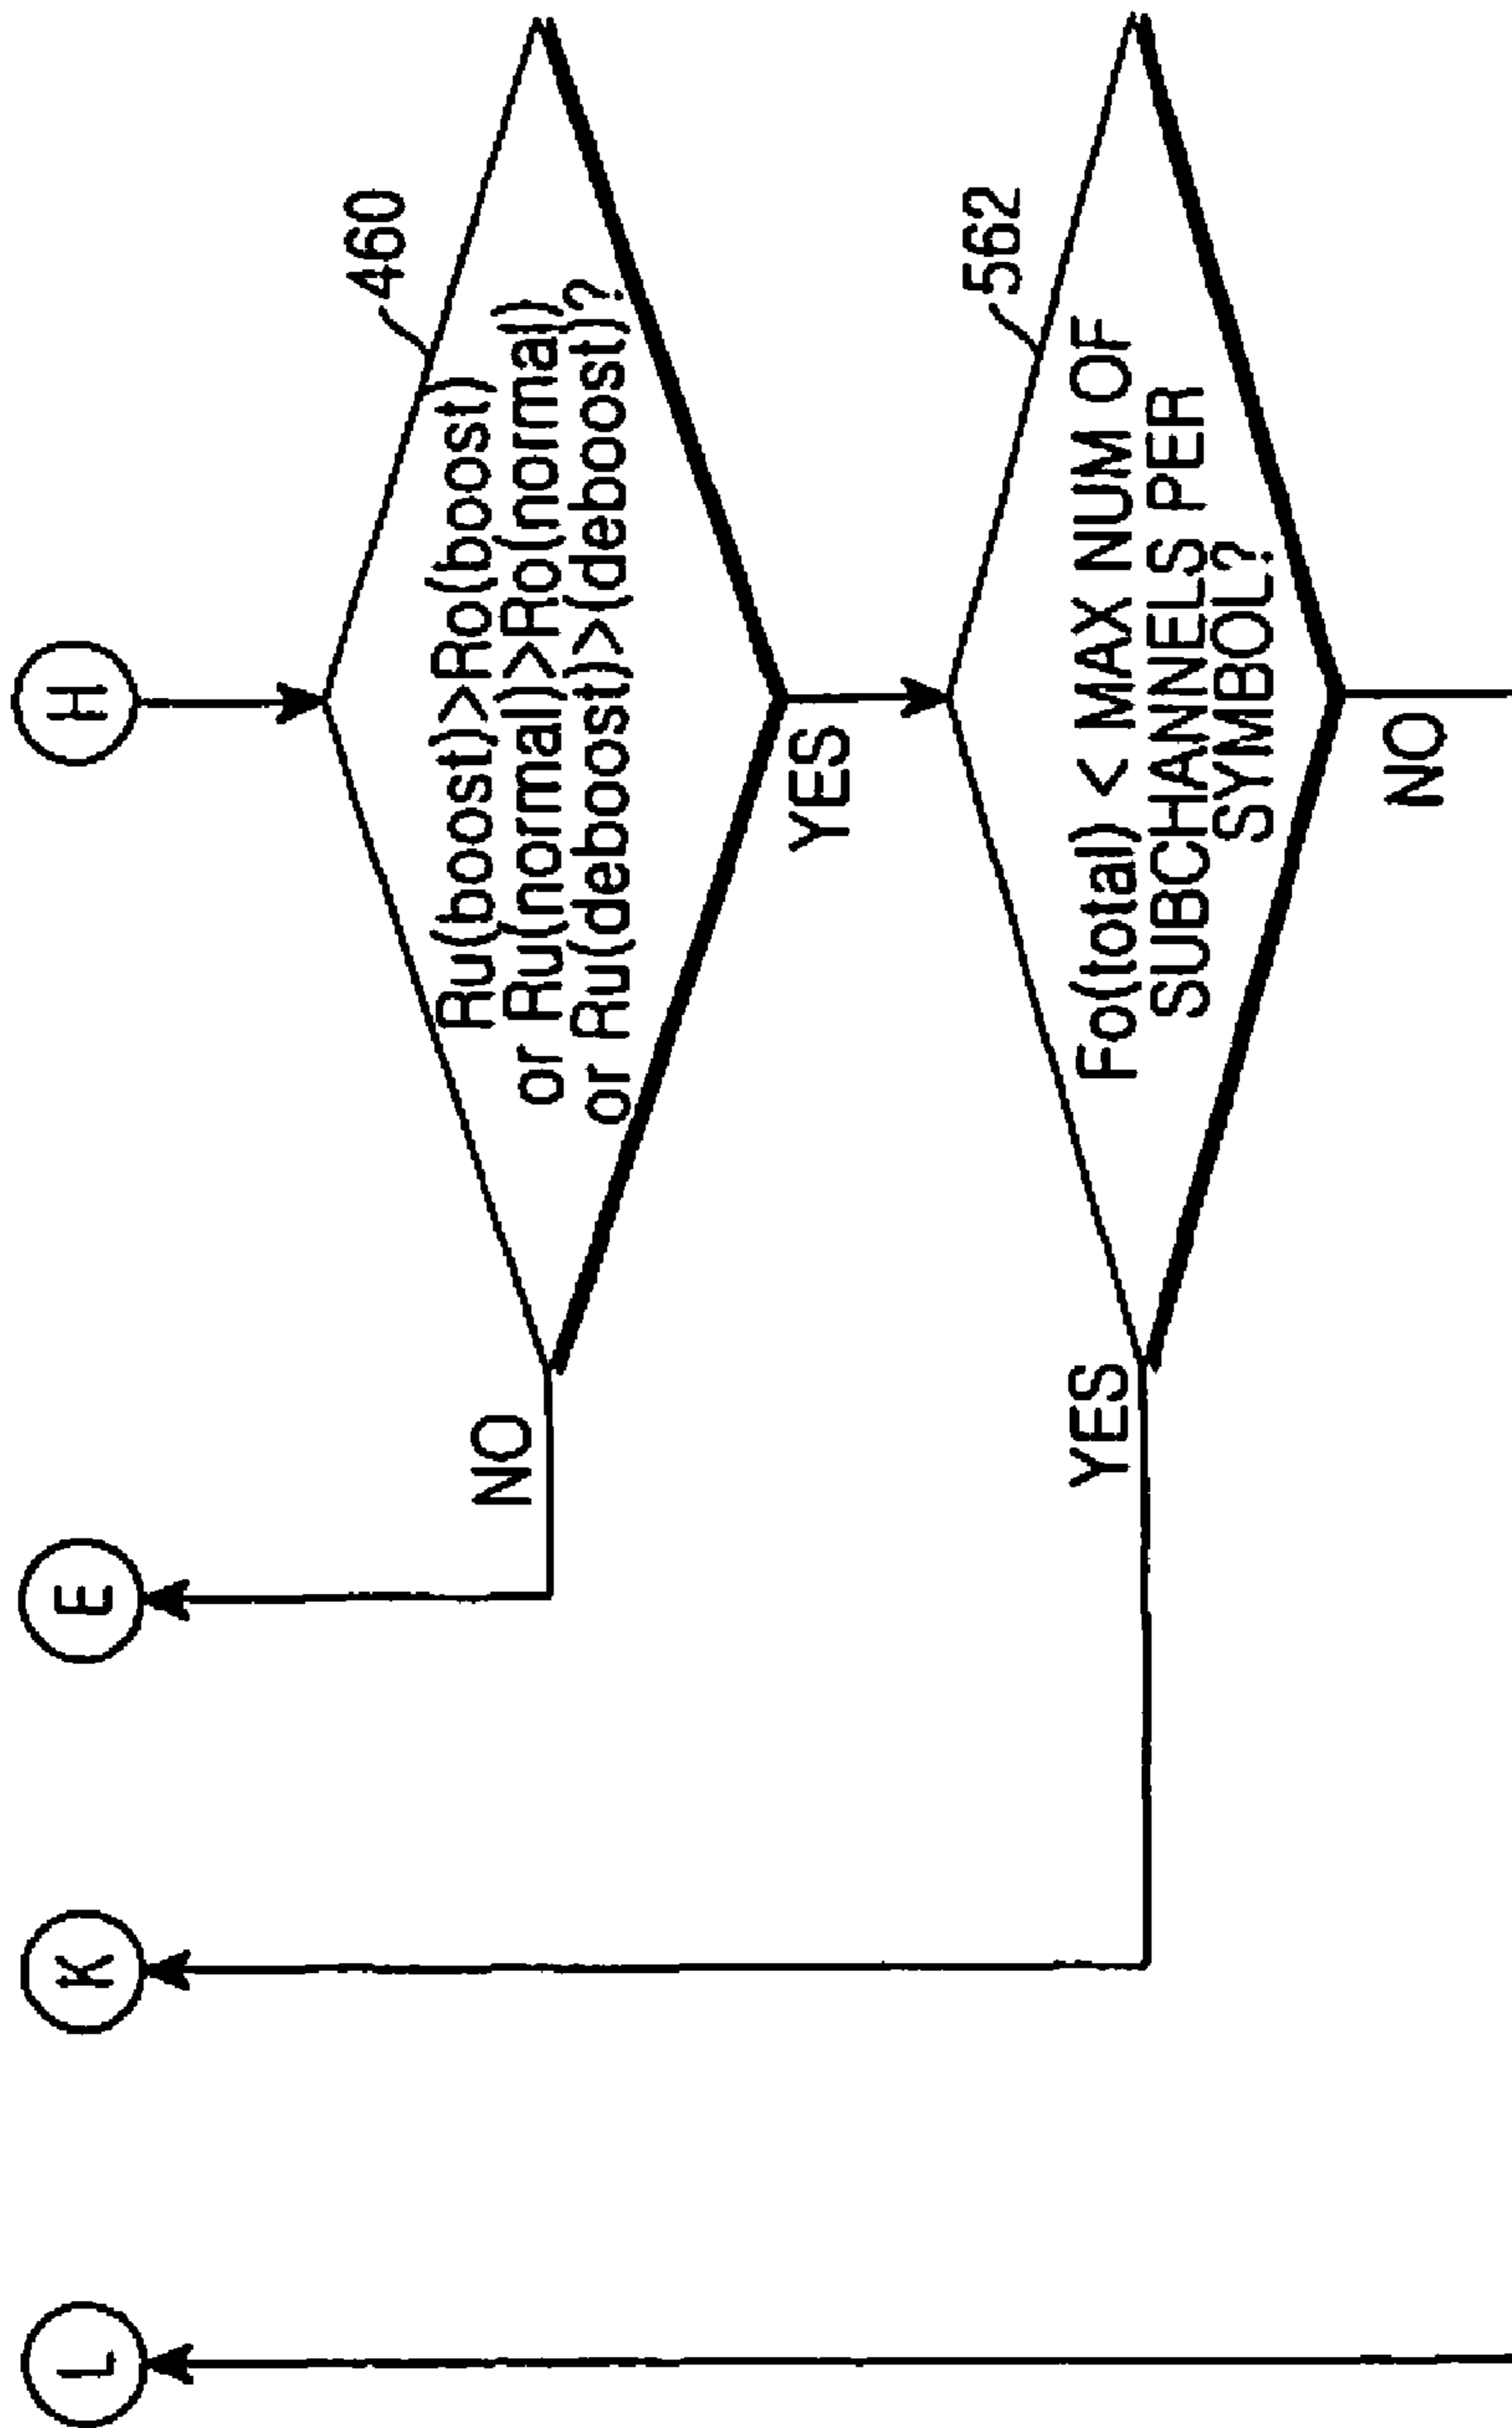 L
K
E
H
460
Ru(boost)>Ro(boost)
or Ru(normal)>Ro(normal)
or Ru(deboost)>(deboost)?
NO
YES
562
Fo(total) < MAX NUM OF
SUBCHANNELS PER
SYMBOL?
YES
NO